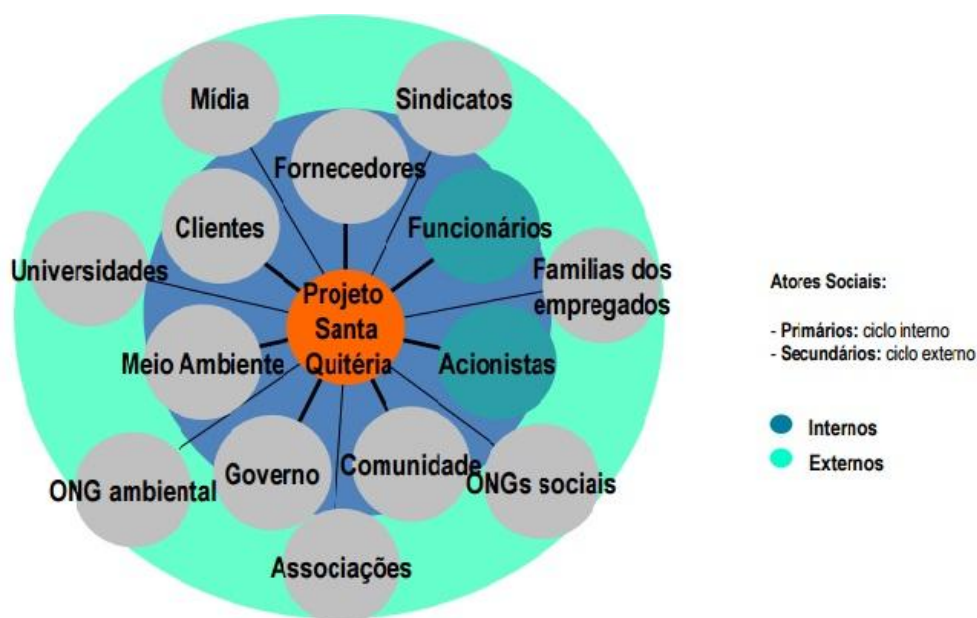 Mídia
Sindicatos
Fornecedores
Clientes
Funcionários
Universidades
Familias dos
empregados
Projeto
Santa
Quitéria
Meio Ambiente
Acionistas
ONG ambiental
Governo
Comunidade
ONGs sociais
Associações
Atores Sociais:
- Primários: ciclo interno
- Secundários: ciclo externo
Internos
Externos